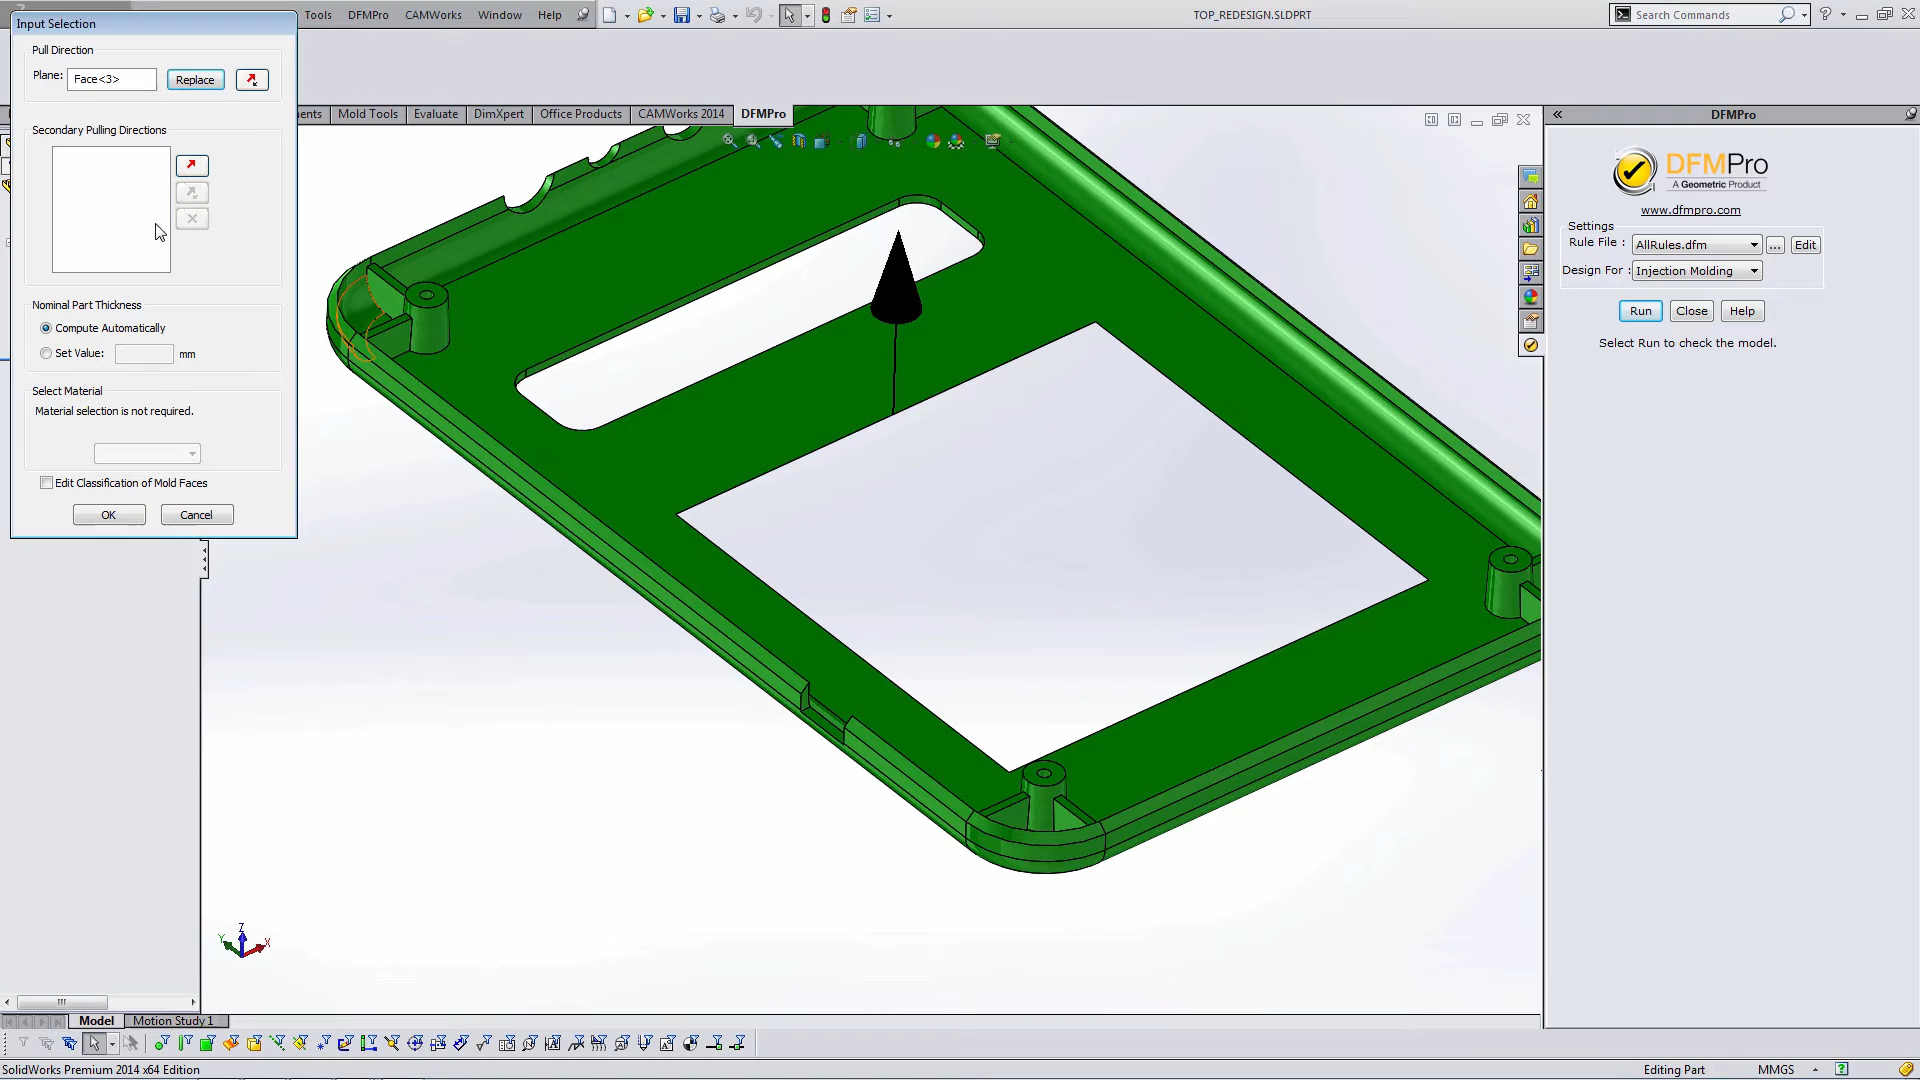 Input Selection
Tools DFMPro CAMWorks Window Help
TOP_REDESIGN.SLDPRT
Search Commands
Pull Direction
Plane: Face<3> Replace
Secondary Pulling Directions
Nominal Part Thickness
Compute Automatically
Set Value: mm
Select Material
Material selection is not required.
Edit Classification of Mold Faces
OK Cancel
Mold Tools Evaluate DimXpert Office Products CAMWorks 2014 DFMPro
DFMPro
DFMPro
A Geometric Product
www.dfmpro.com
Settings
Rule File : AllRules.dfm ... Edit
Design For : Injection Molding
Run Close Help
Select Run to check the model.
Z
Y
X
Model Motion Study 1
SolidWorks Premium 2014 x64 Edition
Editing Part MMGS